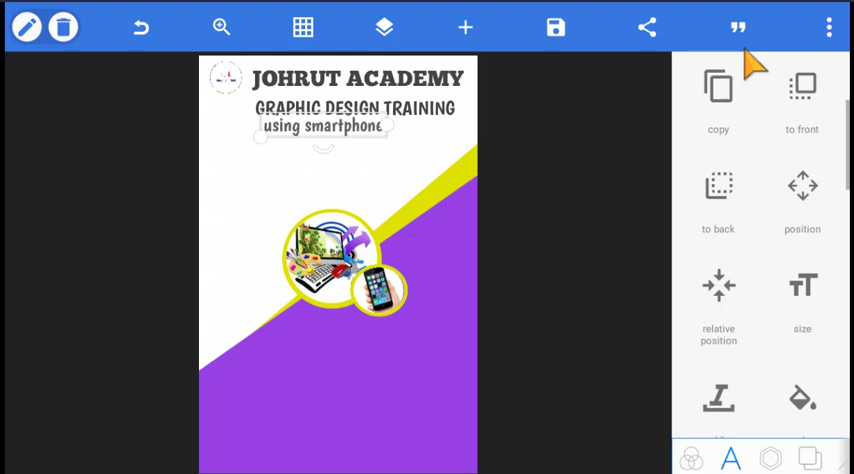 JOHRUT ACADEMY
GRAPHIC DESIGN TRAINING
using smartphone
copy
to front
to back
position
relative
position
size